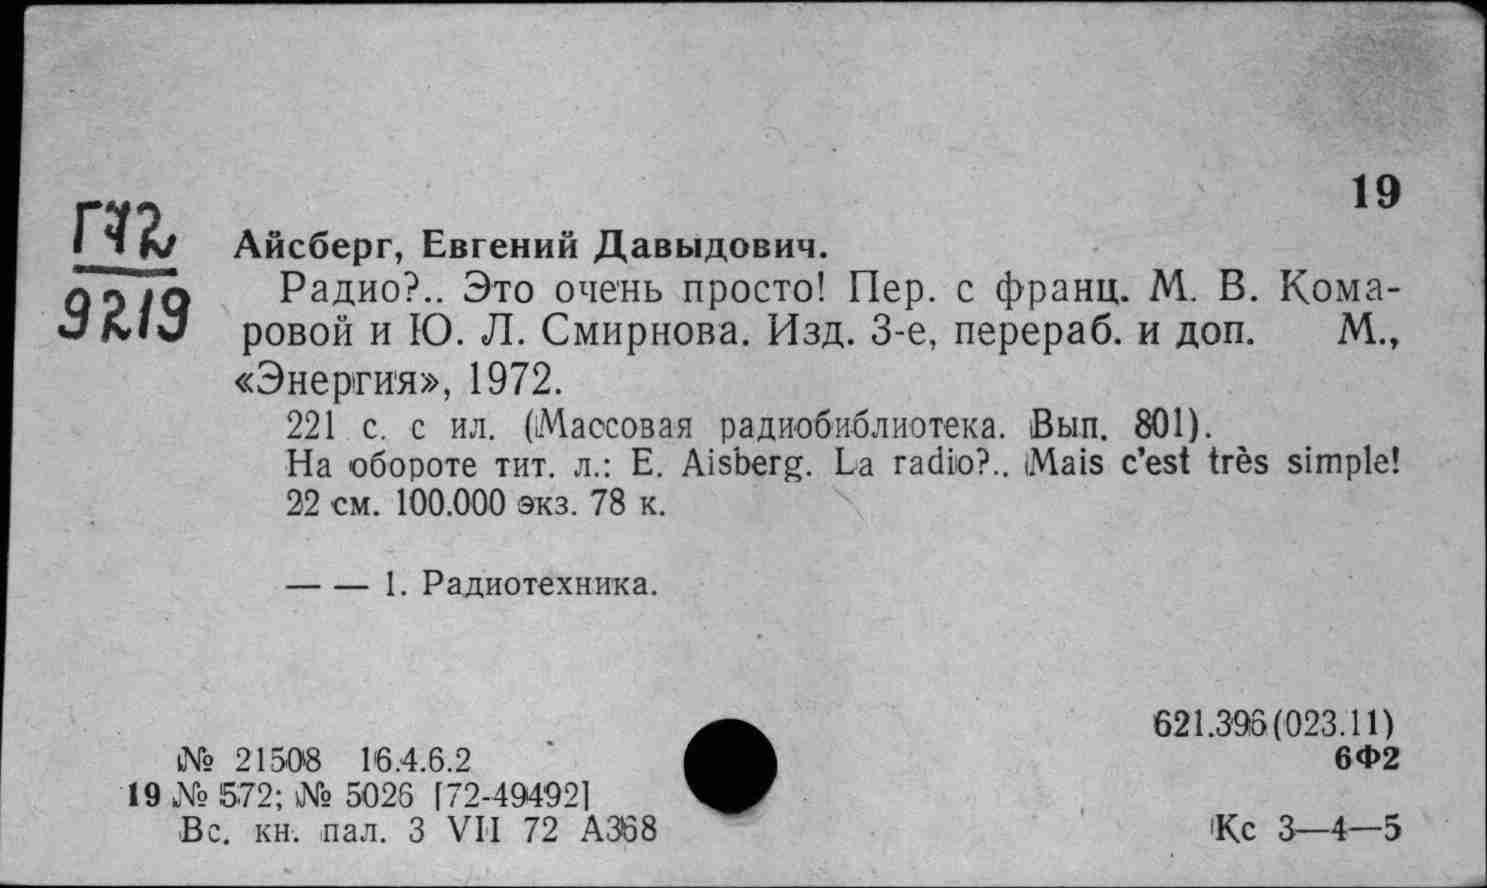 19
Г72
9219
Айсберг, Евгений Давыдович.
Радио?.. Это очень просто! Пер. с франц. М. В. Кома-
ровой и Ю. Л. Смирнова. Изд. 3-е, перераб. и доп. М.,
«Энергия», 1972.
221 с. с ил. (Массовая радиобиблиотека. Вып. 801).
На обороте тит. л.: E. Aisberg. La radio?.. Mais c'est très simple!
22 см. 100.000 экз. 78 к.
— — 1. Радиотехника.
621.396(023.11)
№ 21508 16.4.6.2
6Ф2
19 № 572; № 5026 [72-49492]
Вс. кн. пал. 3 VII 72 А368
Кс 3—4—5